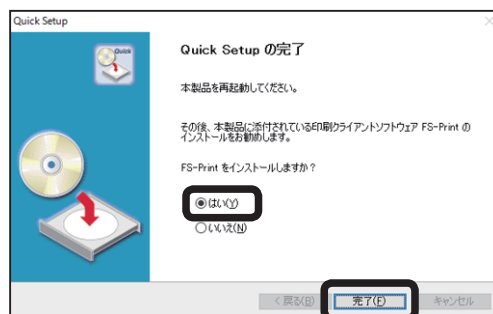 Quick Setup
Quick
Quick Setup の完了
本製品を再起動してください。
その後、本製品に添付されている印刷クライアントソフトウェア FS-Print の
インストールをお勧めします。
FS-Print をインストールしますか？
はい(Y)
いいえ(N)
< 戻る(B)
完了(F)
キャンセル